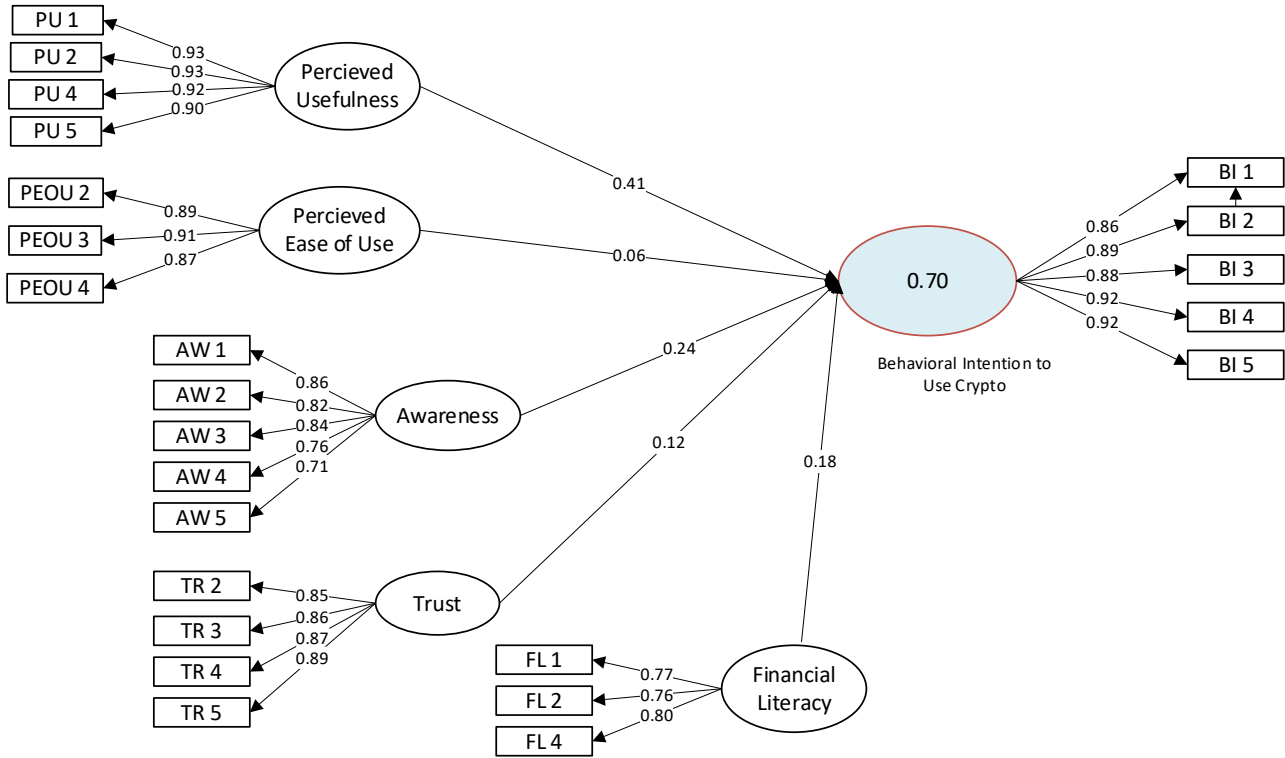 PU 1
PU 2
PU 4
PU 5
0.93
0.93
0.92
0.90
Percieved
Usefulness
0.41
PEOU 2
PEOU 3
PEOU 4
0.89
0.91
0.87
Percieved
Ease of Use
0.06
AW 1
AW 2
AW 3
AW 4
AW 5
0.86
0.82
0.84
0.76
0.71
Awareness
0.24
TR 2
TR 3
TR 4
TR 5
0.85
0.86
0.87
0.89
Trust
0.12
FL 1
FL 2
FL 4
0.77
0.76
0.80
Financial
Literacy
0.18
0.70
Behavioral Intention to
Use Crypto
0.86
0.89
0.88
0.92
0.92
BI 1
BI 2
BI 3
BI 4
BI 5